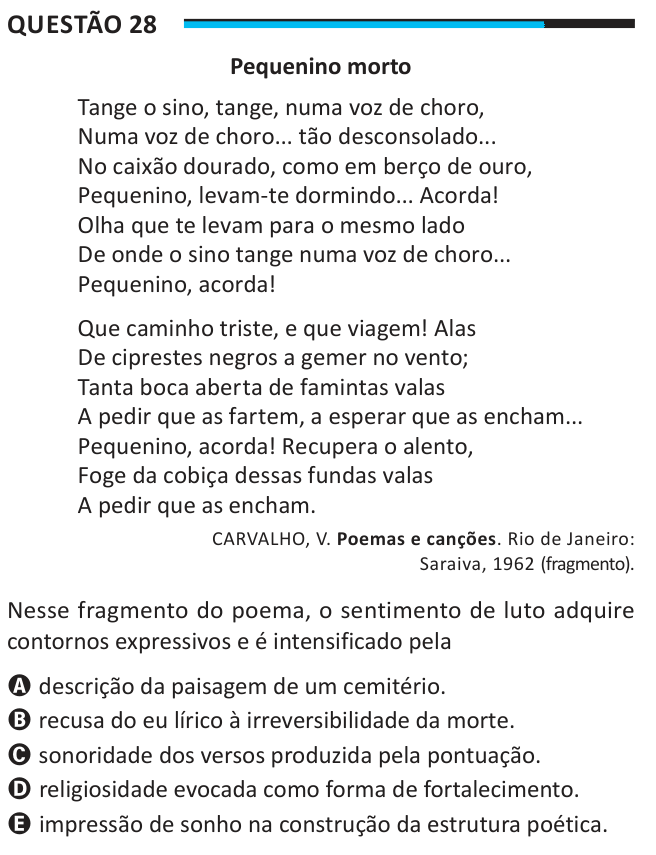 QUESTÃO 28
Pequenino morto
Tange o sino, tange, numa voz de choro,
Numa voz de choro... tão desconsolado...
No caixão dourado, como em berço de ouro,
Pequenino, levam-te dormindo... Acorda!
Olha que te levam para o mesmo lado
De onde o sino tange numa voz de choro...
Pequenino, acorda!
Que caminho triste, e que viagem! Alas
De ciprestes negros a gemer no vento;
Tanta boca aberta de famintas valas
A pedir que as fartem, a esperar que as encham...
Pequenino, acorda! Recupera o alento,
Foge da cobiça dessas fundas valas
A pedir que as encham.
CARVALHO, V. Poemas e canções. Rio de Janeiro:
Saraiva, 1962 (fragmento).
Nesse fragmento do poema, o sentimento de luto adquire
contornos expressivos e é intensificado pela
A descrição da paisagem de um cemitério.
B recusa do eu lírico à irreversibilidade da morte.
C sonoridade dos versos produzida pela pontuação.
D religiosidade evocada como forma de fortalecimento.
E impressão de sonho na construção da estrutura poética.